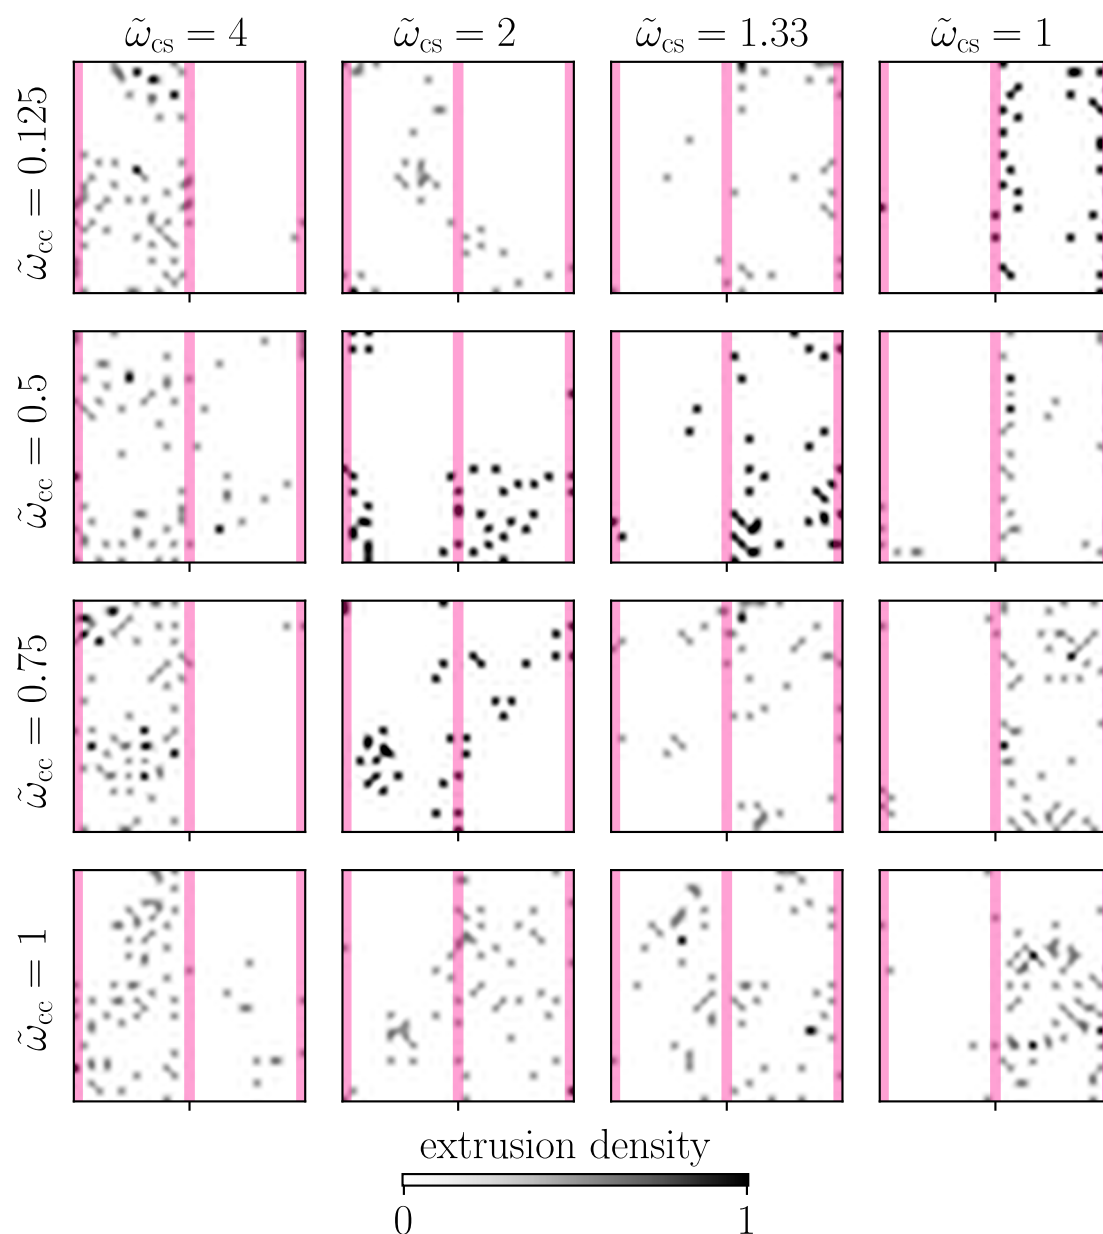 ω̃cs = 4 ω̃cs = 2 ω̃cs = 1.33 ω̃cs = 1
ω̃cc = 0.125
ω̃cc = 0.5
ω̃cc = 0.75
ω̃cc = 1
extrusion density
0 1